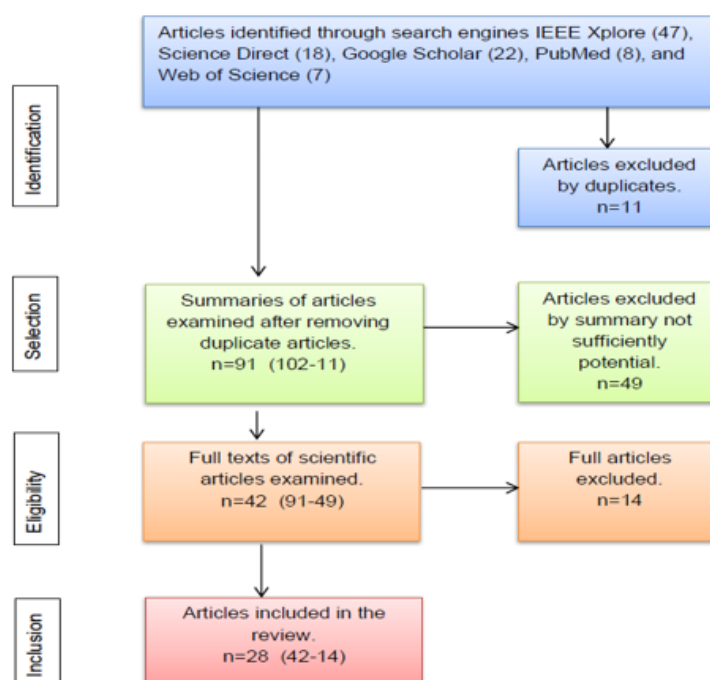 Articles identified through search engines IEEE Xplore (47),
Science Direct (18), Google Scholar (22), PubMed (8), and
Web of Science (7)
Identification
Articles excluded
by duplicates.
n=11
Selection
Summaries of articles
examined after removing
duplicate articles.
n=91 (102-11)
Articles excluded
by summary not
sufficiently
potential.
n=49
Eligibility
Full texts of scientific
articles examined.
n=42 (91-49)
Full articles
excluded.
n=14
Inclusion
Articles included in the
review.
n=28 (42-14)